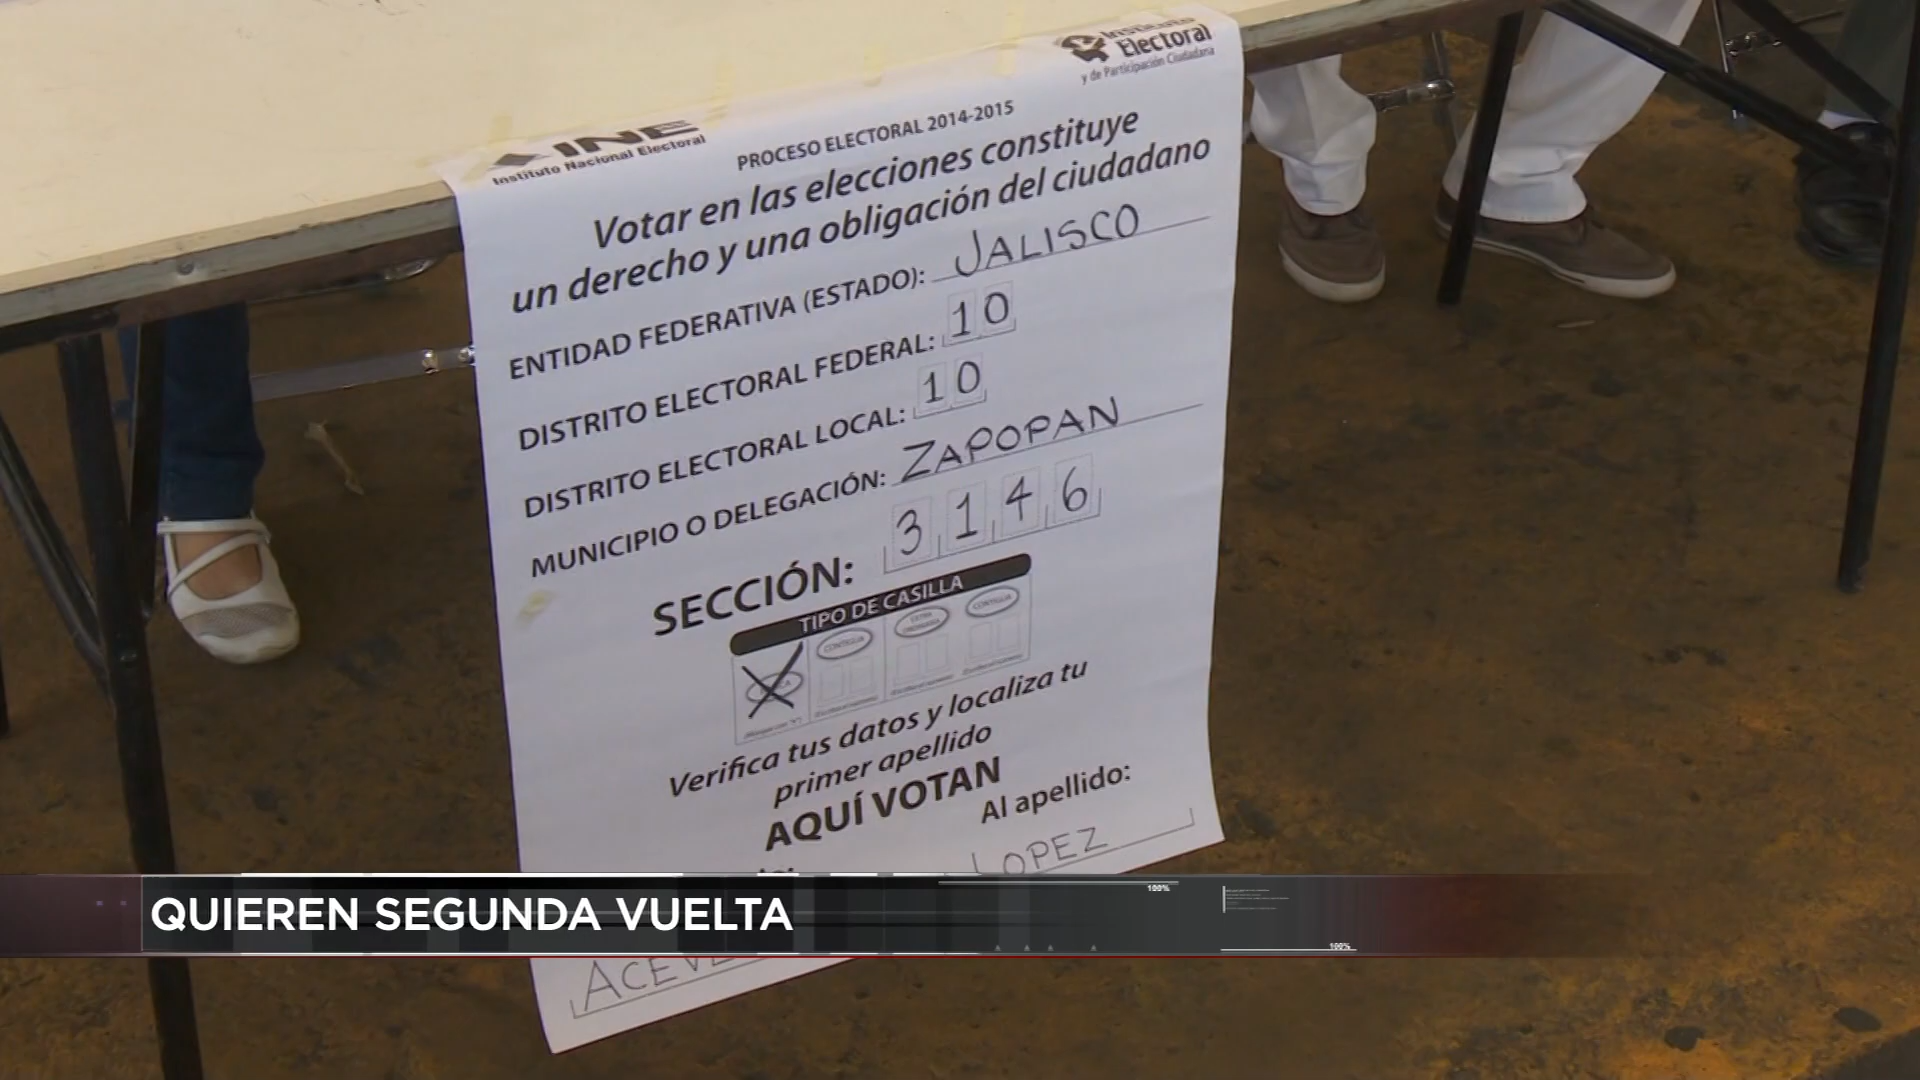 INE
Instituto Nacional Electoral
Instituto
Electoral
y de Participación Ciudadana
PROCESO ELECTORAL 2014-2015
Votar en las elecciones constituye
un derecho y una obligación del ciudadano
ENTIDAD FEDERATIVA (ESTADO): JALISCO
DISTRITO ELECTORAL FEDERAL: 10
DISTRITO ELECTORAL LOCAL: 10
MUNICIPIO O DELEGACIÓN: ZAPOPAN
SECCIÓN: 3146
TIPO DE CASILLA
CONTIGUA
EXTRA
ORDINARIA
CONTIGUA
Verifica tus datos y localiza tu
primer apellido
AQUÍ VOTAN
Al apellido:
LOPEZ
100%
QUIEREN SEGUNDA VUELTA
100%